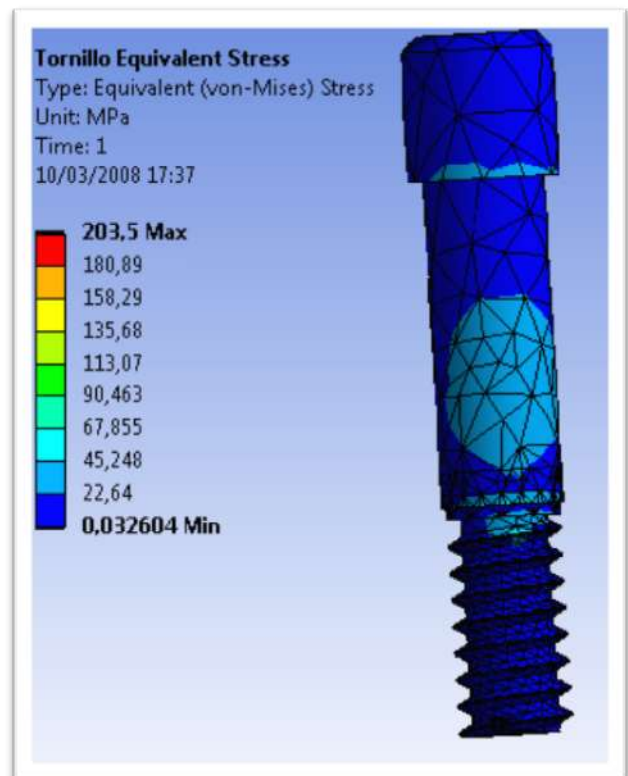 Tornillo Equivalent Stress
Type: Equivalent (von-Mises) Stress
Unit: MPa
Time: 1
10/03/2008 17:37
203,5 Max
180,89
158,29
135,68
113,07
90,463
67,855
45,248
22,64
0,032604 Min